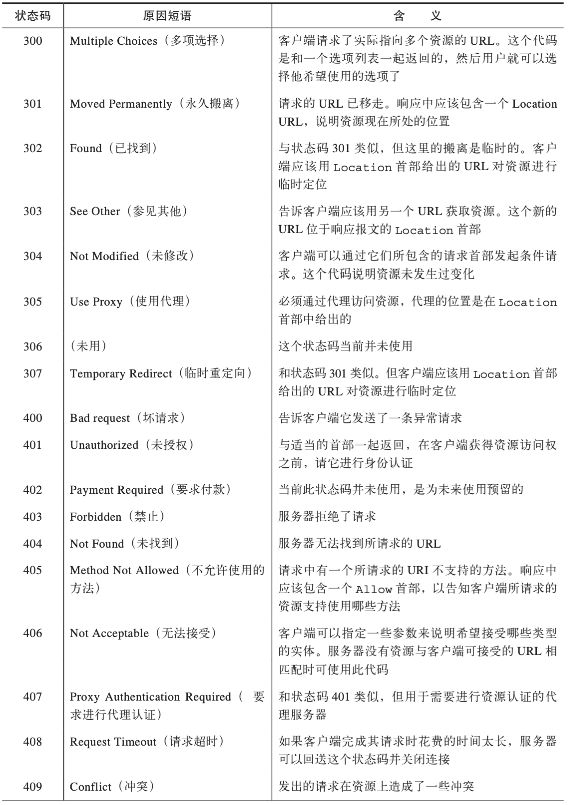 状态码 原因短语 含 义
300 Multiple Choices（多项选择） 客户端请求了实际指向多个资源的 URL。这个代码
是和一个选项列表一起返回的，然后用户就可以选
择他希望使用的选项了
301 Moved Permanently（永久搬离） 请求的 URL 已移走。响应中应该包含一个 Location
URL，说明资源现在所处的位置
302 Found（已找到） 与状态码 301 类似，但这里的搬离是临时的。客户
端应该用 Location 首部给出的 URL 对资源进行
临时定位
303 See Other（参见其他） 告诉客户端应该用另一个 URL 获取资源。这个新的
URL 位于响应报文的 Location 首部
304 Not Modified（未修改） 客户端可以通过它们所包含的请求首部发起条件请
求。这个代码说明资源未发生过变化
305 Use Proxy（使用代理） 必须通过代理访问资源，代理的位置是在 Location
首部中给出的
306 （未用） 这个状态码当前并未使用
307 Temporary Redirect（临时重定向） 和状态码 301 类似。但客户端应该用 Location 首部
给出的 URL 对资源进行临时定位
400 Bad request（坏请求） 告诉客户端它发送了一条异常请求
401 Unauthorized（未授权） 与适当的首部一起返回，在客户端获得资源访问权
之前，请它进行身份认证
402 Payment Required（要求付款） 当前此状态码并未使用，是为未来使用预留的
403 Forbidden（禁止） 服务器拒绝了请求
404 Not Found（未找到） 服务器无法找到所请求的 URL
405 Method Not Allowed（不允许使用的 请求中有一个所请求的 URI 不支持的方法。响应中
方法） 应该包含一个 Allow 首部，以告知客户端所请求的
资源支持使用哪些方法
406 Not Acceptable（无法接受） 客户端可以指定一些参数来说明希望接受哪些类型
的实体。服务器没有资源与客户端可接受的 URL 相
匹配时可使用此代码
407 Proxy Authentication Required（ 要 和状态码 401 类似，但用于需要进行资源认证的代
求进行代理认证） 理服务器
408 Request Timeout（请求超时） 如果客户端完成其请求时花费的时间太长，服务器
可以回送这个状态码并关闭连接
409 Conflict（冲突） 发出的请求在资源上造成了一些冲突